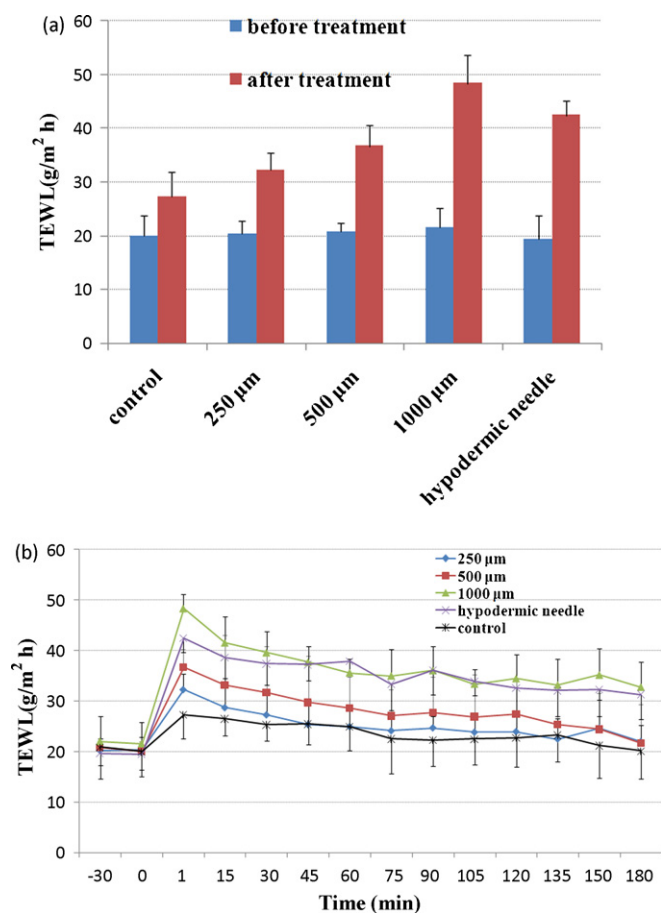 (a)
60
50
40
30
20
10
0
TEWL(g/m² h)
before treatment
after treatment
control
250 µm
500 µm
1000 µm
hypodermic needle
(b)
60
50
40
30
20
10
0
TEWL(g/m² h)
250 µm
500 µm
1000 µm
hypodermic needle
control
-30 0 1 15 30 45 60 75 90 105 120 135 150 180
Time (min)